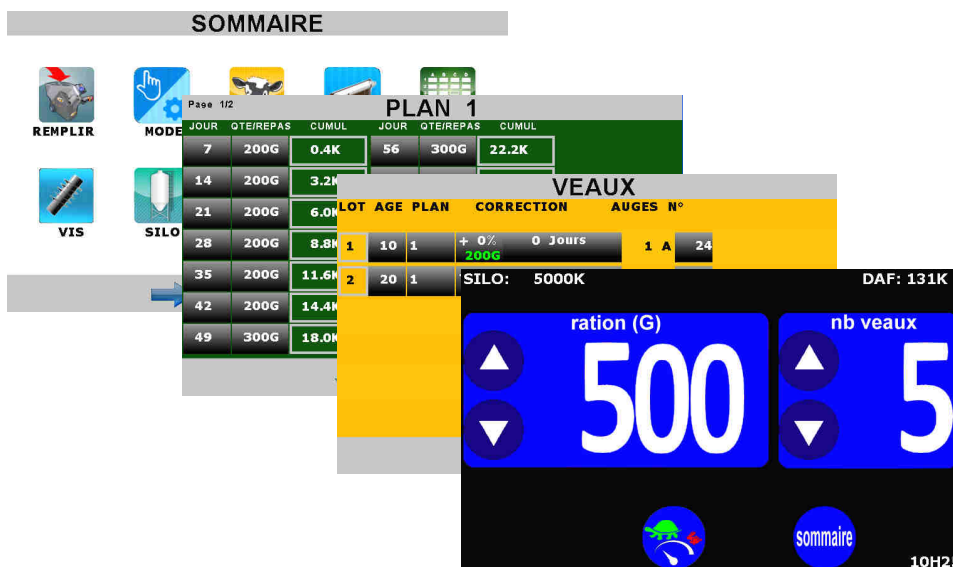 SOMMAIRE
REMPLIR
MODE
VIS
SILO
Page 1/2
PLAN 1
JOUR QTE/REPAS CUMUL JOUR QTE/REPAS CUMUL
7 200G 0.4K 56 300G 22.2K
14 200G 3.2K
21 200G 6.0K
28 200G 8.8K
35 200G 11.6K
42 200G 14.4K
49 300G 18.0K
VEAUX
LOT AGE PLAN CORRECTION AUGES N°
1 10 1 + 0% 0 Jours 1 A 24
200G
2 20 1
SILO: 5000K DAF: 131K
ration (G) nb veaux
500 5
sommaire